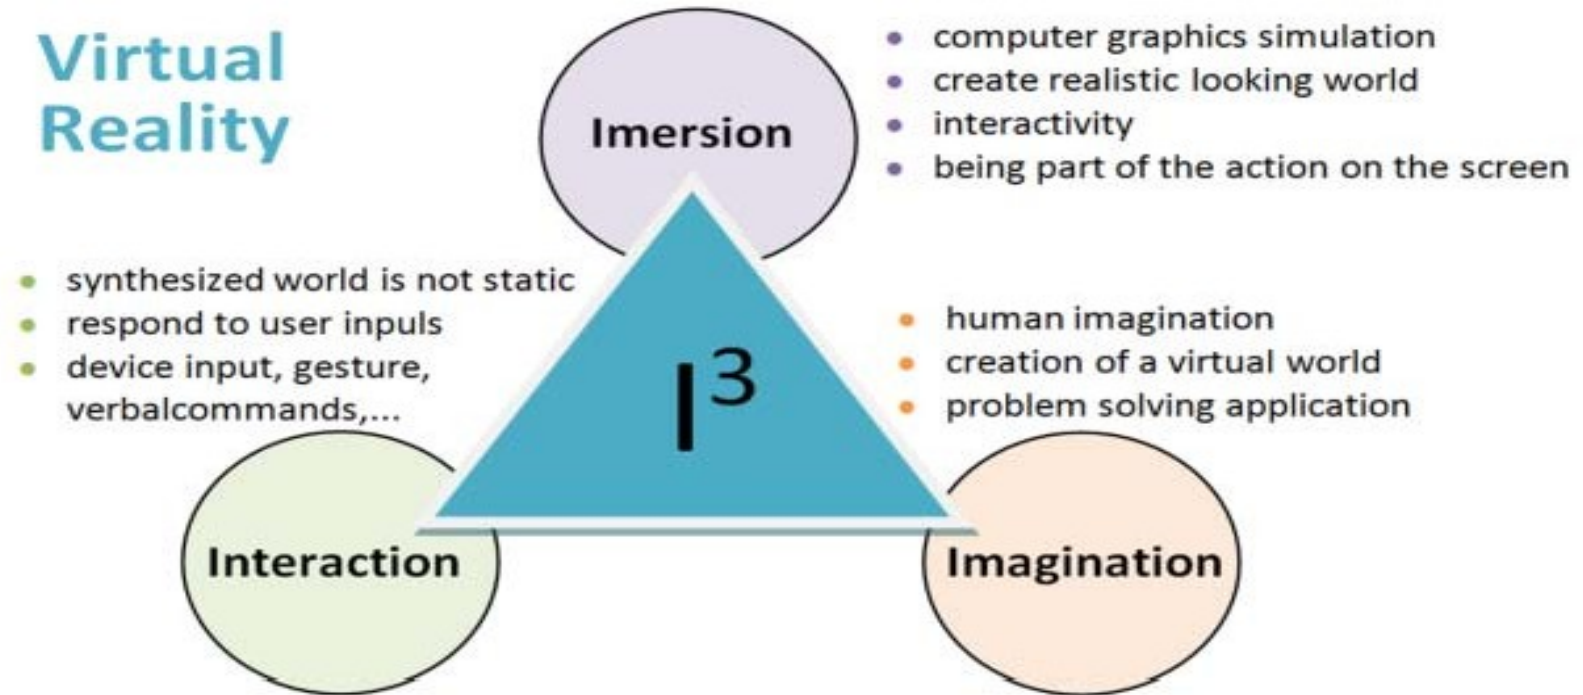 Virtual
Reality
Imersion
• computer graphics simulation
• create realistic looking world
• interactivity
• being part of the action on the screen
• synthesized world is not static
• respond to user inpuls
• device input, gesture,
verbalcommands,...
I³
• human imagination
• creation of a virtual world
• problem solving application
Interaction
Imagination